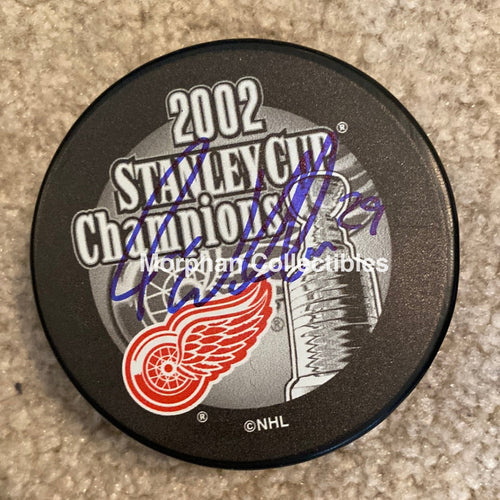 2002
STANLEY CUP®
Champions
29
Morphan Collectibles
®
®
©NHL